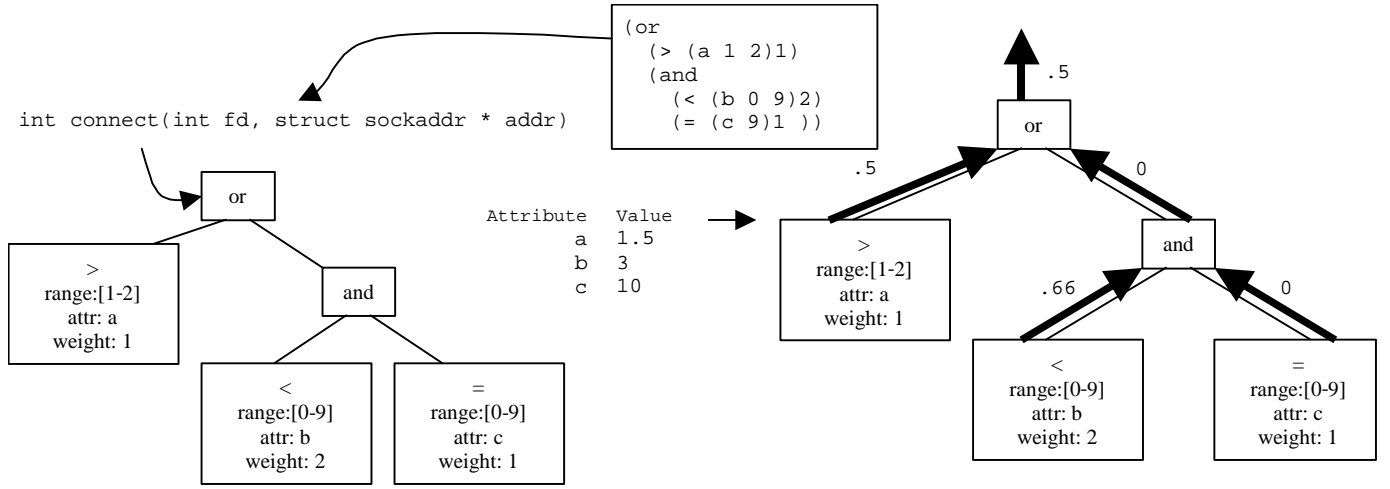 (or
(> (a 1 2)1)
(and
(< (b 0 9)2)
(= (c 9)1 ))
int connect(int fd, struct sockaddr * addr)
or
>
range:[1-2]
attr: a
weight: 1
and
<
range:[0-9]
attr: b
weight: 2
=
range:[0-9]
attr: c
weight: 1
Attribute Value
a 1.5
b 3
c 10
.5
or
.5
0
>
range:[1-2]
attr: a
weight: 1
and
.66
0
<
range:[0-9]
attr: b
weight: 2
=
range:[0-9]
attr: c
weight: 1